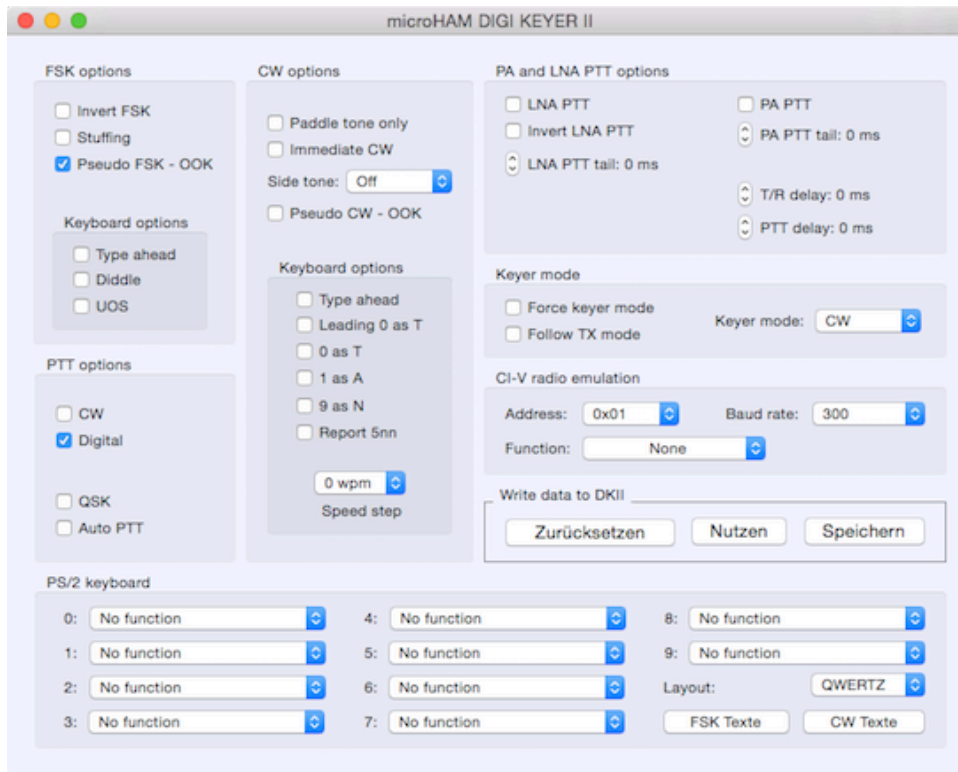 microHAM DIGI KEYER II
FSK options
Invert FSK
Stuffing
Pseudo FSK - OOK
Keyboard options
Type ahead
Diddle
UOS
PTT options
CW
Digital
QSK
Auto PTT
CW options
Paddle tone only
Immediate CW
Side tone: Off
Pseudo CW - OOK
Keyboard options
Type ahead
Leading 0 as T
0 as T
1 as A
9 as N
Report 5nn
0 wpm
Speed step
PA and LNA PTT options
LNA PTT
Invert LNA PTT
LNA PTT tail: 0 ms
PA PTT
PA PTT tail: 0 ms
T/R delay: 0 ms
PTT delay: 0 ms
Keyer mode
Force keyer mode
Follow TX mode
Keyer mode: CW
CI-V radio emulation
Address: 0x01 Baud rate: 300
Function: None
Write data to DKII
Zurücksetzen Nutzen Speichern
PS/2 keyboard
0: No function
1: No function
2: No function
3: No function
4: No function
5: No function
6: No function
7: No function
8: No function
9: No function
Layout: QWERTZ
FSK Texte CW Texte